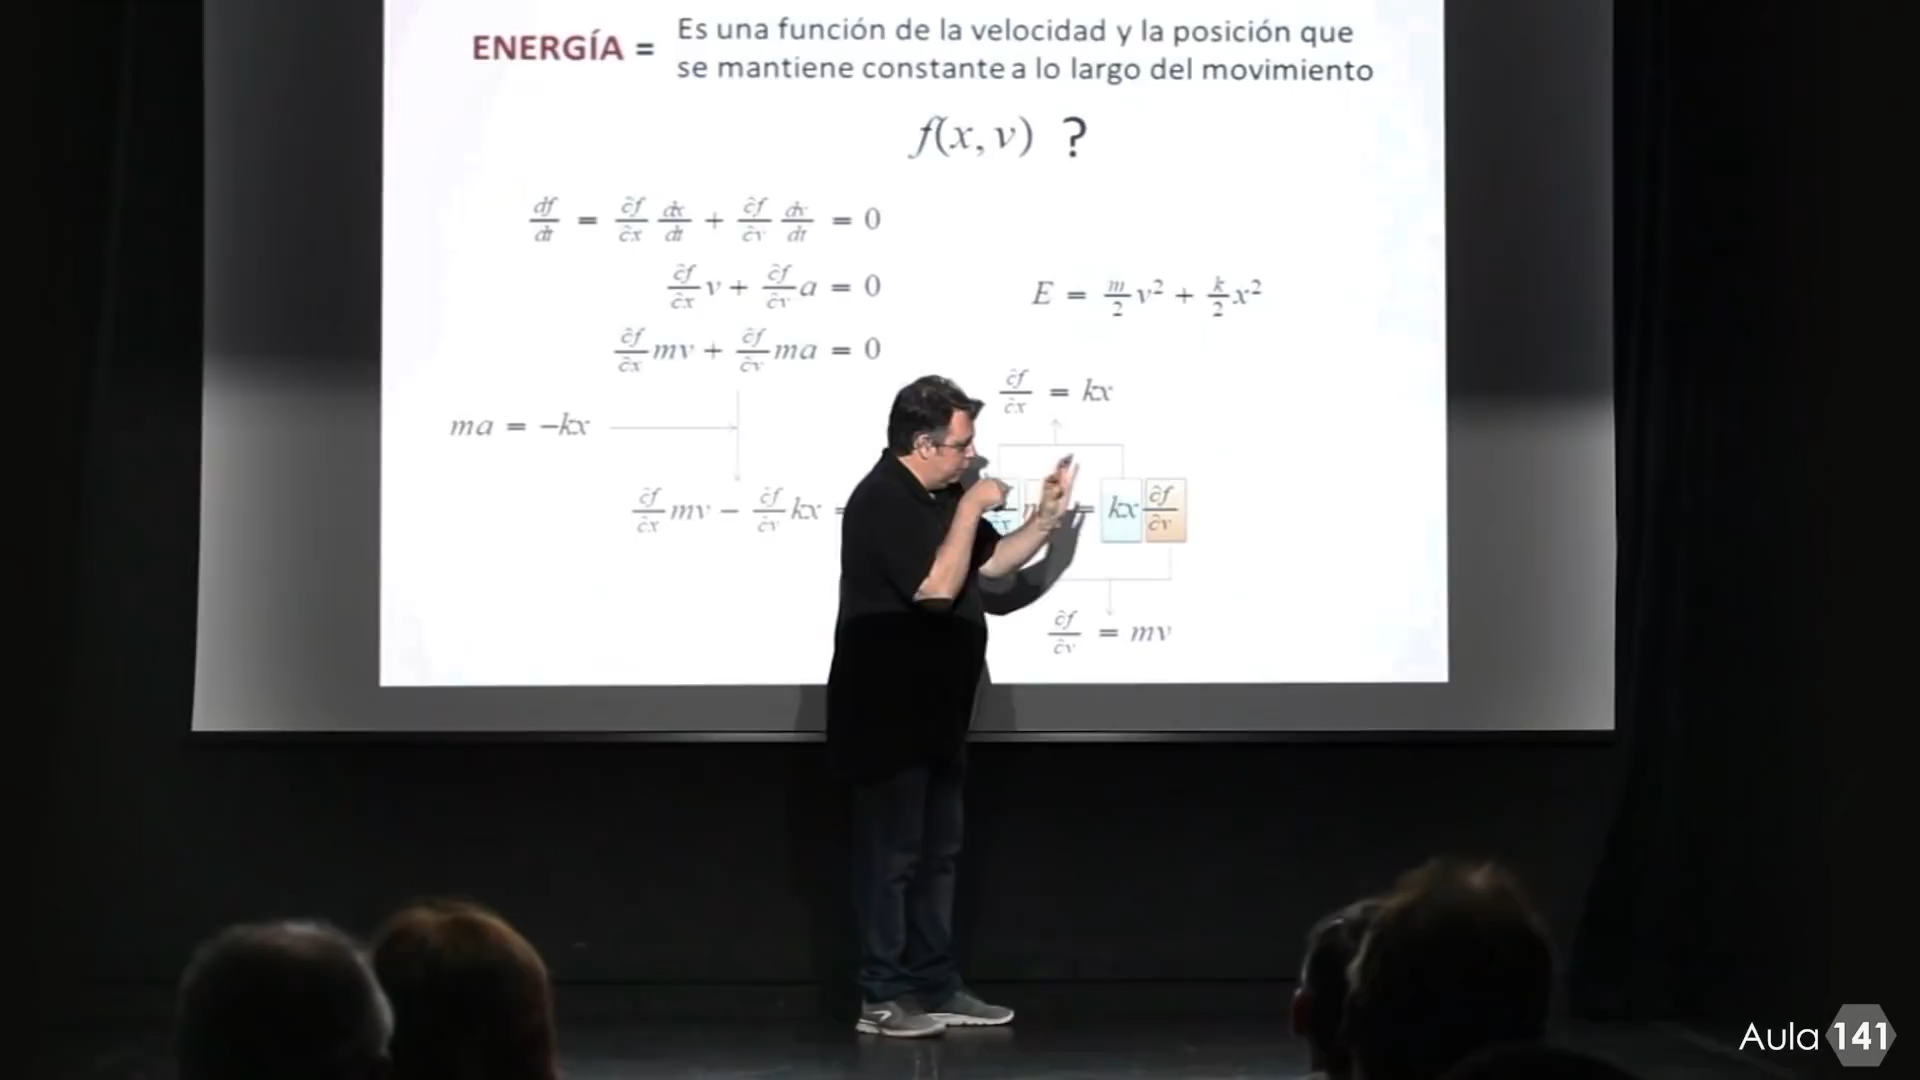 ENERGÍA = Es una función de la velocidad y la posición que
se mantiene constante a lo largo del movimiento
f(x, v) ?
df/dt = ∂f/∂x dx/dt + ∂f/∂v dv/dt = 0
∂f/∂x v + ∂f/∂v a = 0
E = m/2 v² + k/2 x²
∂f/∂x mv + ∂f/∂v ma = 0
∂f/∂x = kx
ma = −kx
∂f/∂x mv − ∂f/∂v kx =
= kx ∂f/∂v
∂f/∂v = mv
Aula 141